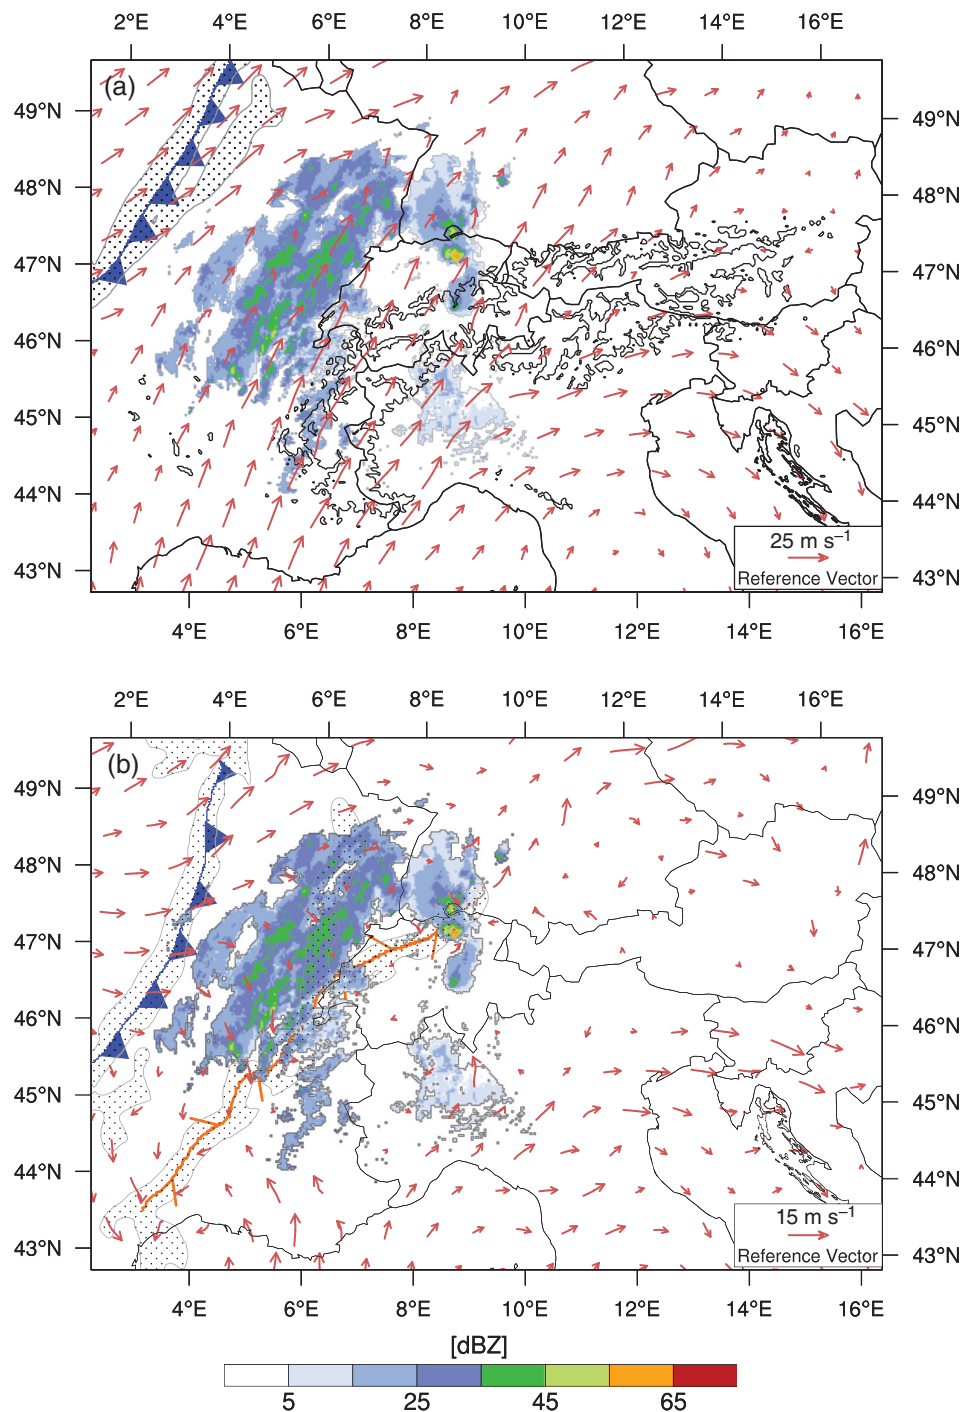 2°E 4°E 6°E 8°E 10°E 12°E 14°E 16°E
(a)
49°N 49°N
48°N 48°N
47°N 47°N
46°N 46°N
45°N 45°N
44°N 44°N
43°N 43°N
25 m s⁻¹
Reference Vector
4°E 6°E 8°E 10°E 12°E 14°E 16°E
2°E 4°E 6°E 8°E 10°E 12°E 14°E 16°E
(b)
49°N 49°N
48°N 48°N
47°N 47°N
46°N 46°N
45°N 45°N
44°N 44°N
43°N 43°N
15 m s⁻¹
Reference Vector
4°E 6°E 8°E 10°E 12°E 14°E 16°E
[dBZ]
5 25 45 65